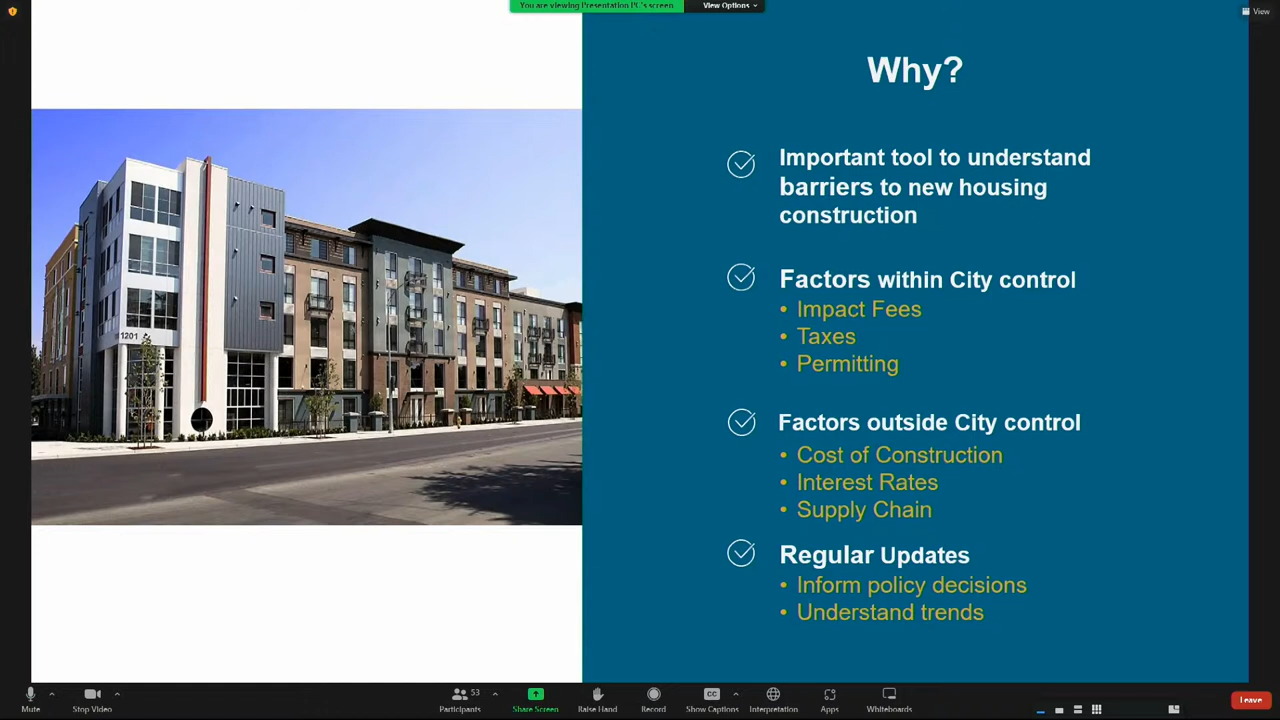 You are viewing Presentation PC's screen
View Options
View
Why?
Important tool to understand
barriers to new housing
construction
Factors within City control
• Impact Fees
• Taxes
• Permitting
Factors outside City control
• Cost of Construction
• Interest Rates
• Supply Chain
Regular Updates
• Inform policy decisions
• Understand trends
1201
Mute
Stop Video
53
Participants
Share Screen
Raise Hand
Record
CC
Show Captions
Interpretation
Apps
Whiteboards
Leave